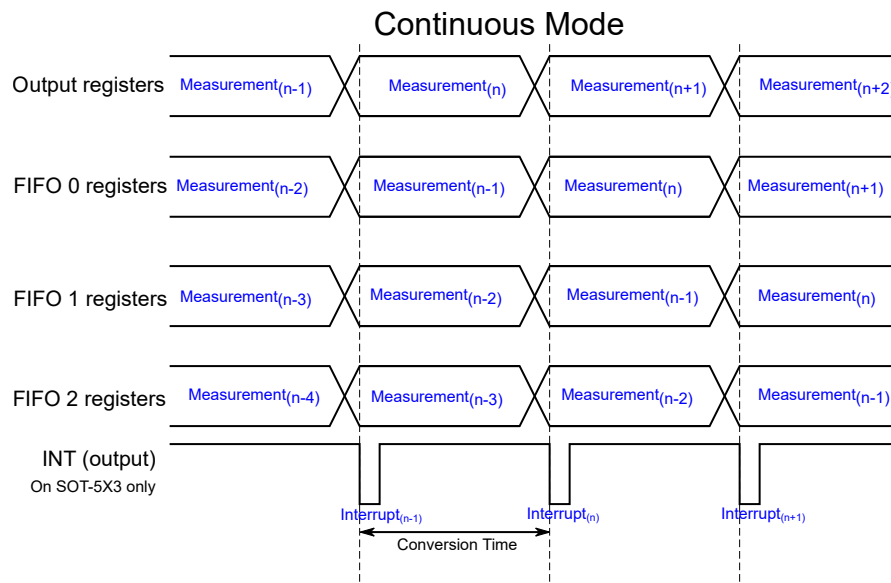 Continuous Mode
Output registers Measurement(n-1) Measurement(n) Measurement(n+1) Measurement(n+2)
FIFO 0 registers Measurement(n-2) Measurement(n-1) Measurement(n) Measurement(n+1)
FIFO 1 registers Measurement(n-3) Measurement(n-2) Measurement(n-1) Measurement(n)
FIFO 2 registers Measurement(n-4) Measurement(n-3) Measurement(n-2) Measurement(n-1)
INT (output)
On SOT-5X3 only
Interrupt(n-1) Interrupt(n) Interrupt(n+1)
Conversion Time